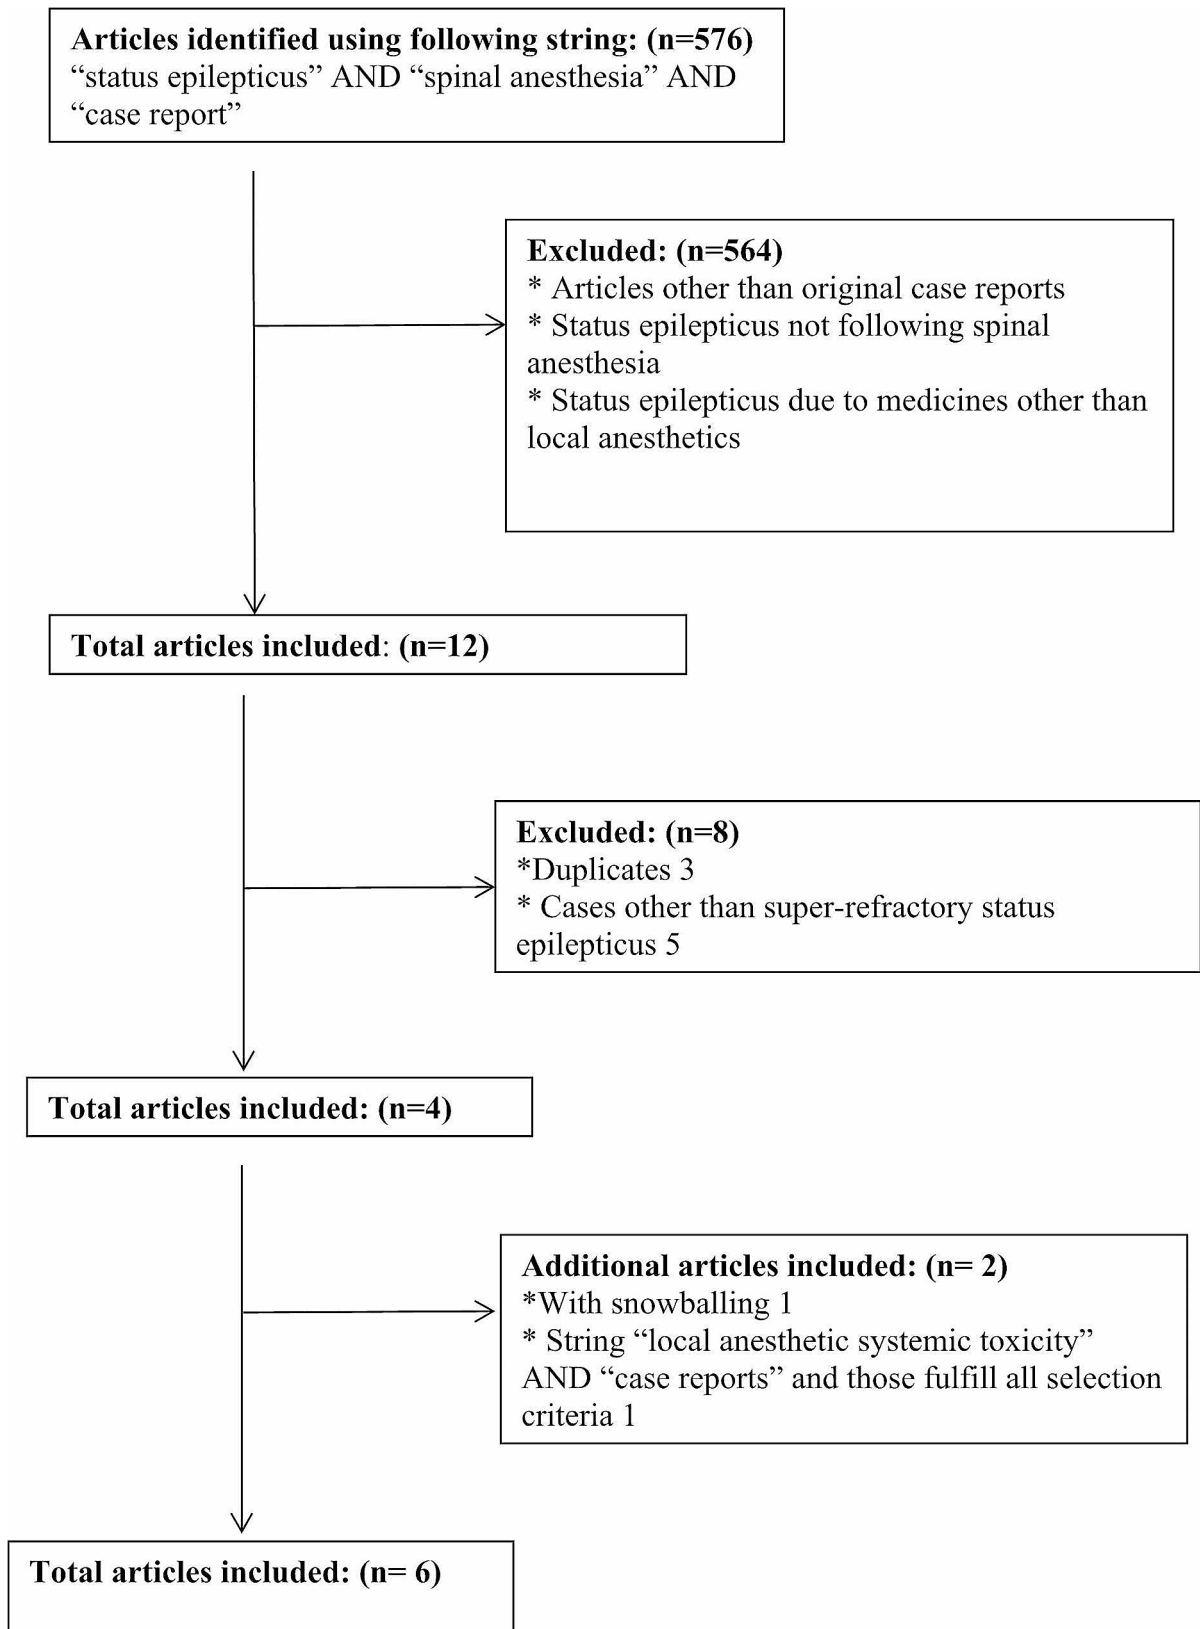 Articles identified using following string: (n=576)
“status epilepticus” AND “spinal anesthesia” AND
“case report”
Excluded: (n=564)
* Articles other than original case reports
* Status epilepticus not following spinal
anesthesia
* Status epilepticus due to medicines other than
local anesthetics
Total articles included: (n=12)
Excluded: (n=8)
*Duplicates 3
* Cases other than super-refractory status
epilepticus 5
Total articles included: (n=4)
Additional articles included: (n= 2)
*With snowballing 1
* String “local anesthetic systemic toxicity”
AND “case reports” and those fulfill all selection
criteria 1
Total articles included: (n= 6)